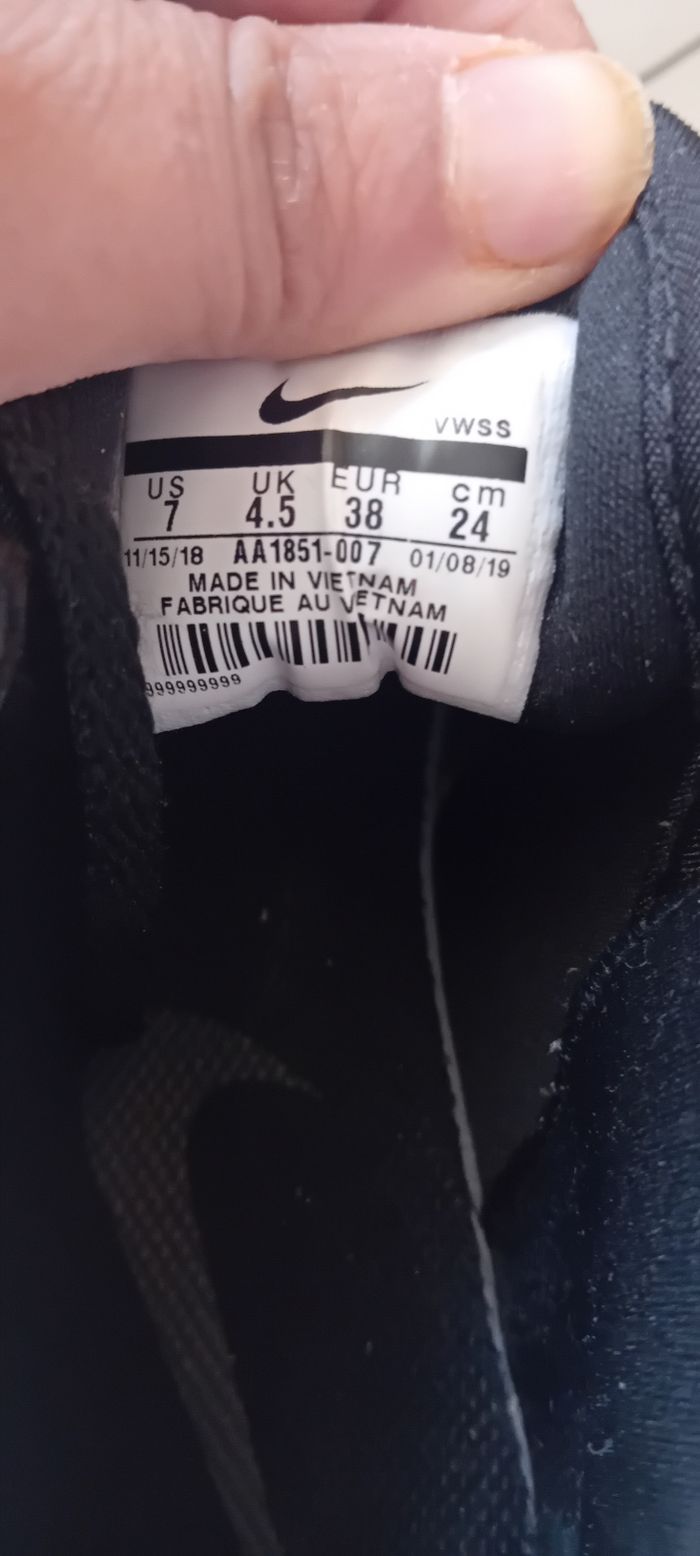 VWSS
US UK EUR cm
7 4.5 38 24
11/15/18 AA1851-007 01/08/19
MADE IN VIETNAM
FABRIQUE AU VIETNAM
999999999